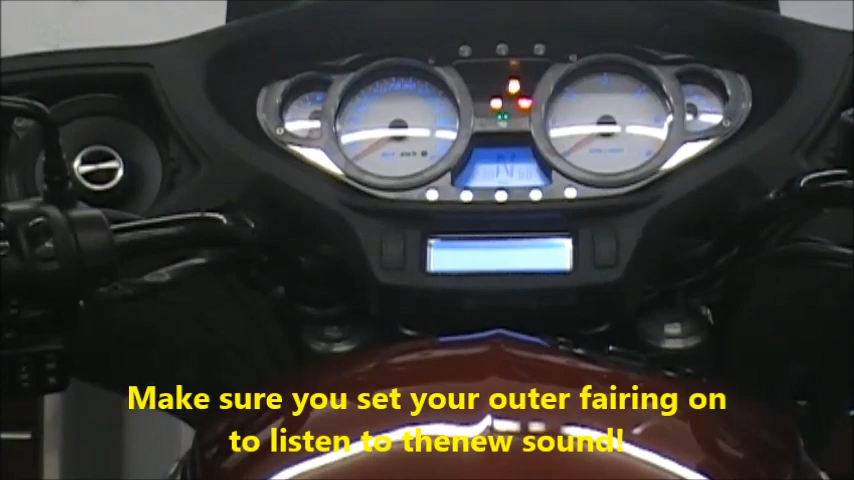 N
Make sure you set your outer fairing on
to listen to thenew sound!